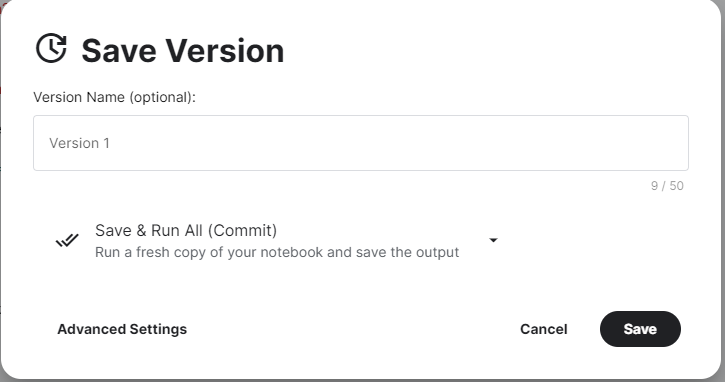 Save Version
Version Name (optional):
Version 1
9 / 50
Save & Run All (Commit)
Run a fresh copy of your notebook and save the output
Advanced Settings
Cancel
Save